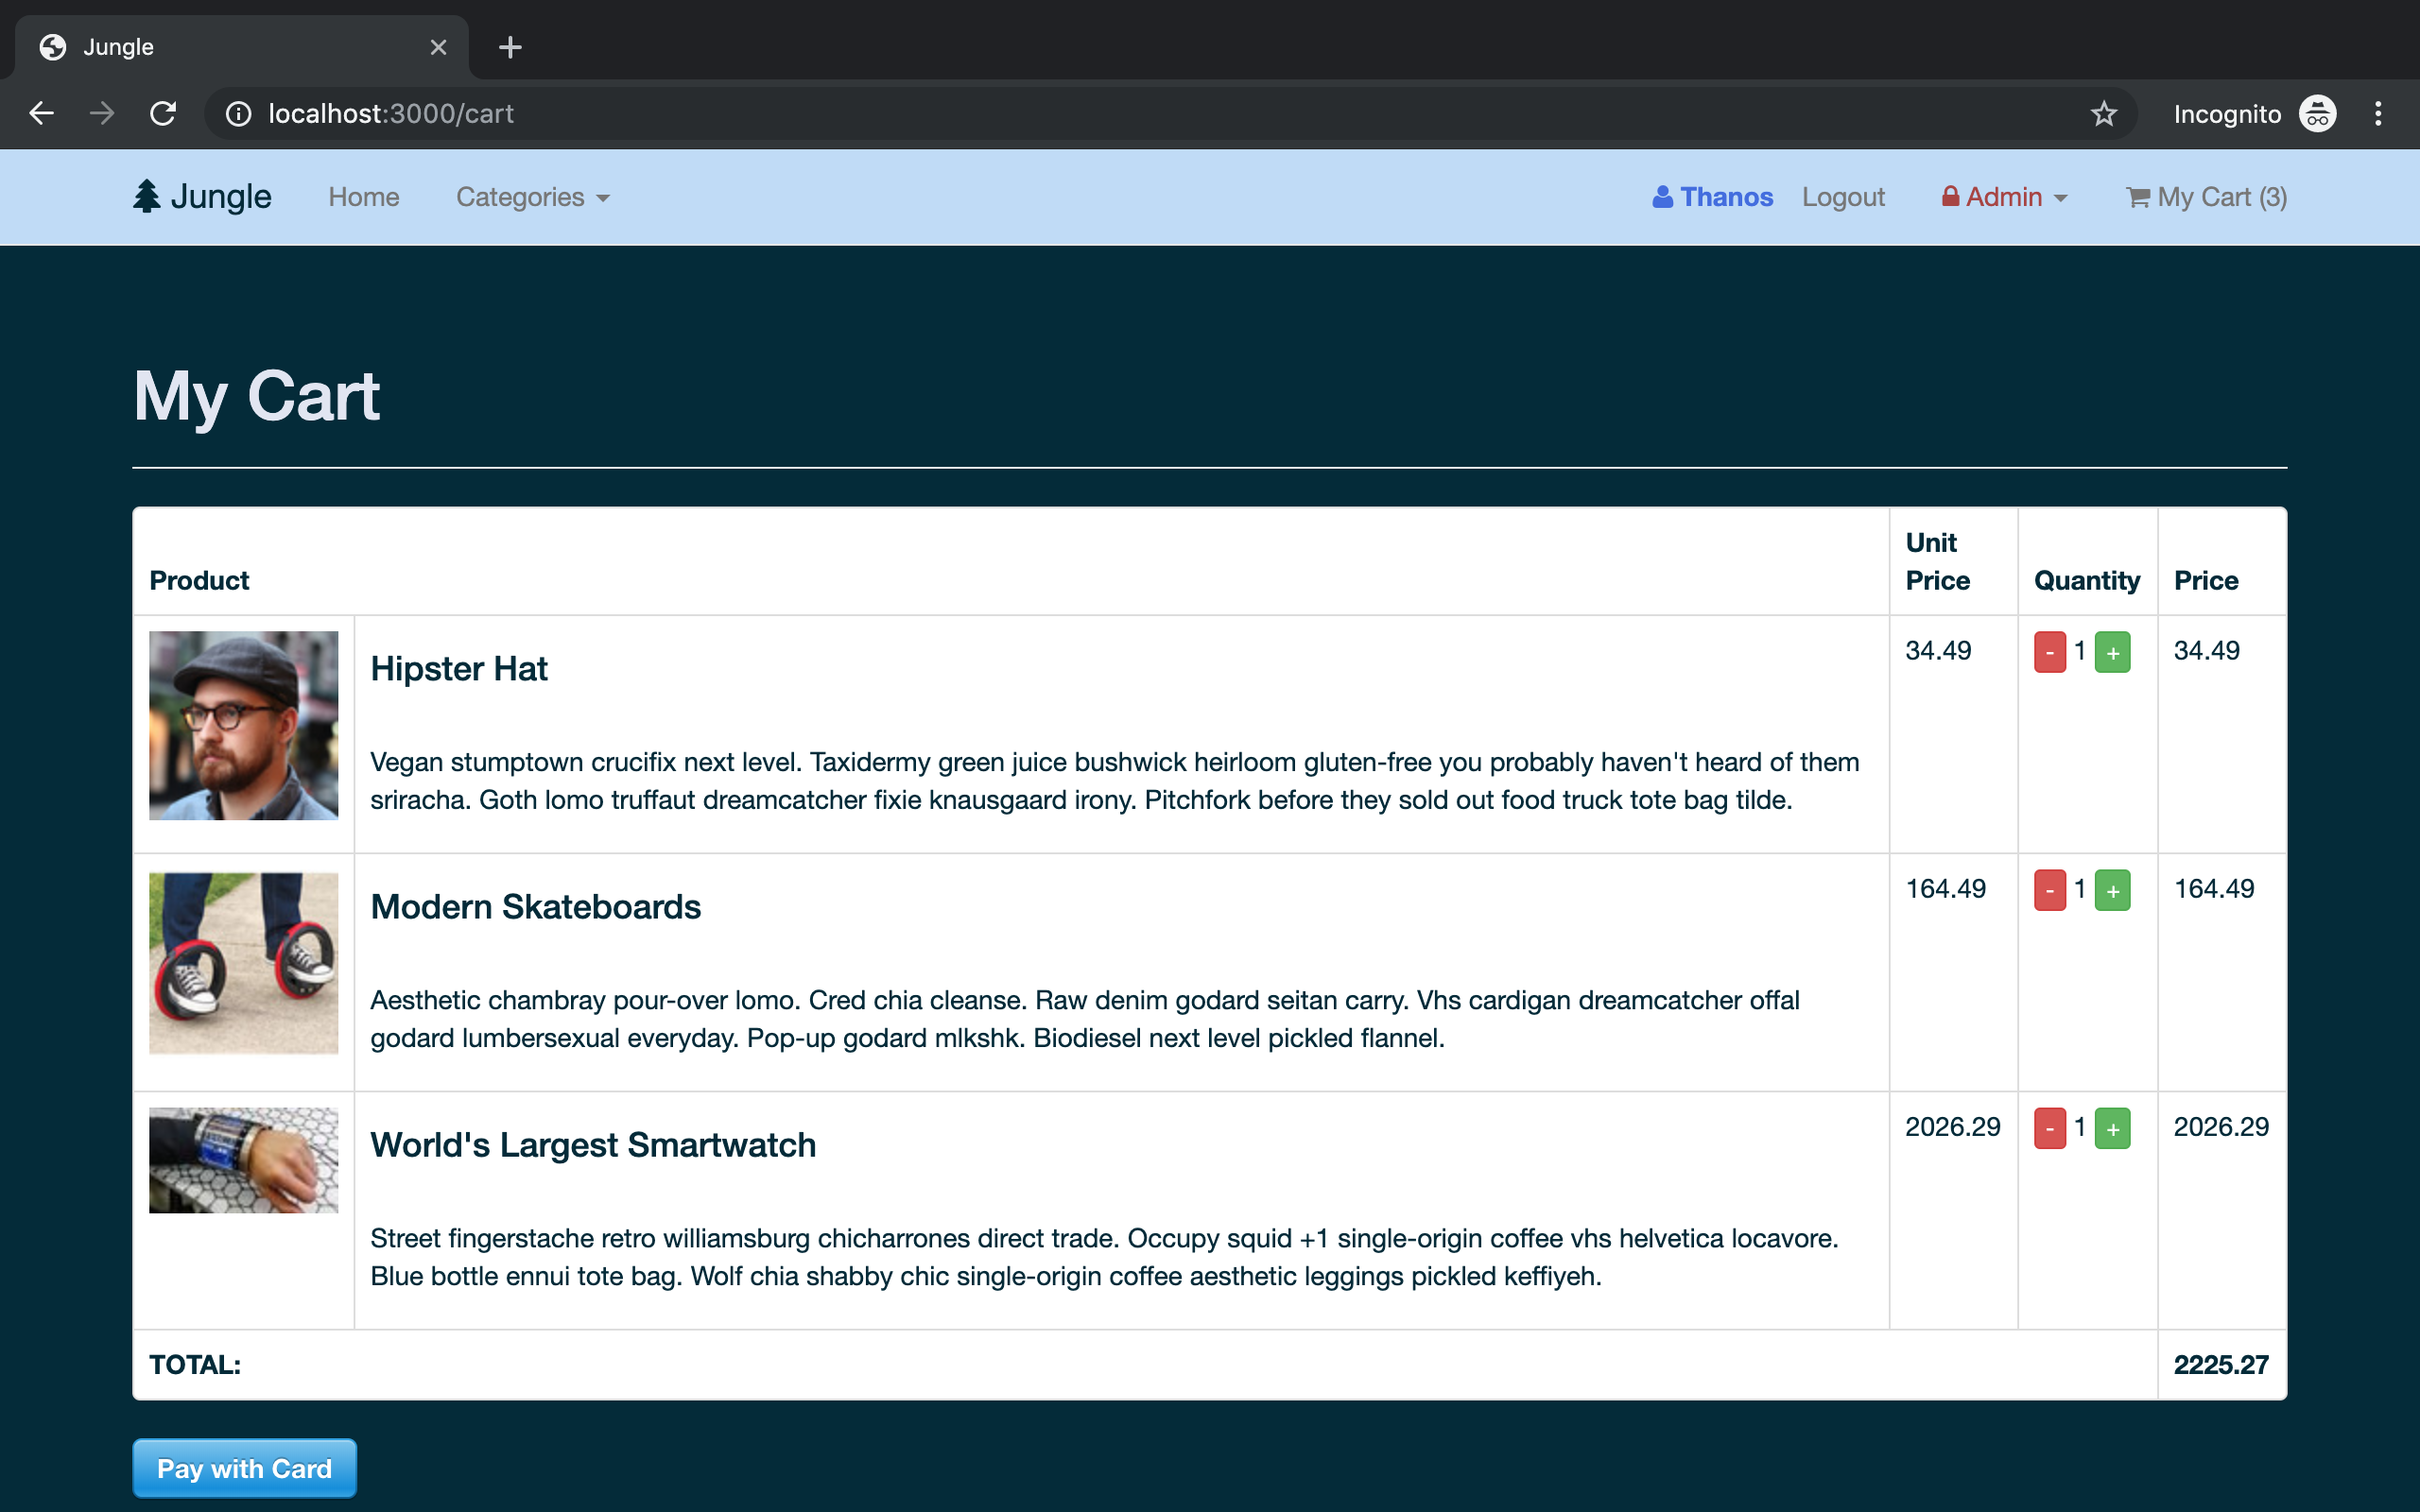 Jungle
localhost:3000/cart
Incognito
Jungle Home Categories Thanos Logout Admin My Cart (3)
My Cart
Product Unit Price Quantity Price
Hipster Hat 34.49 - 1 + 34.49
Vegan stumptown crucifix next level. Taxidermy green juice bushwick heirloom gluten-free you probably haven't heard of them
sriracha. Goth lomo truffaut dreamcatcher fixie knausgaard irony. Pitchfork before they sold out food truck tote bag tilde.
Modern Skateboards 164.49 - 1 + 164.49
Aesthetic chambray pour-over lomo. Cred chia cleanse. Raw denim godard seitan carry. Vhs cardigan dreamcatcher offal
godard lumbersexual everyday. Pop-up godard mlkshk. Biodiesel next level pickled flannel.
World's Largest Smartwatch 2026.29 - 1 + 2026.29
Street fingerstache retro williamsburg chicharrones direct trade. Occupy squid +1 single-origin coffee vhs helvetica locavore.
Blue bottle ennui tote bag. Wolf chia shabby chic single-origin coffee aesthetic leggings pickled keffiyeh.
TOTAL: 2225.27
Pay with Card